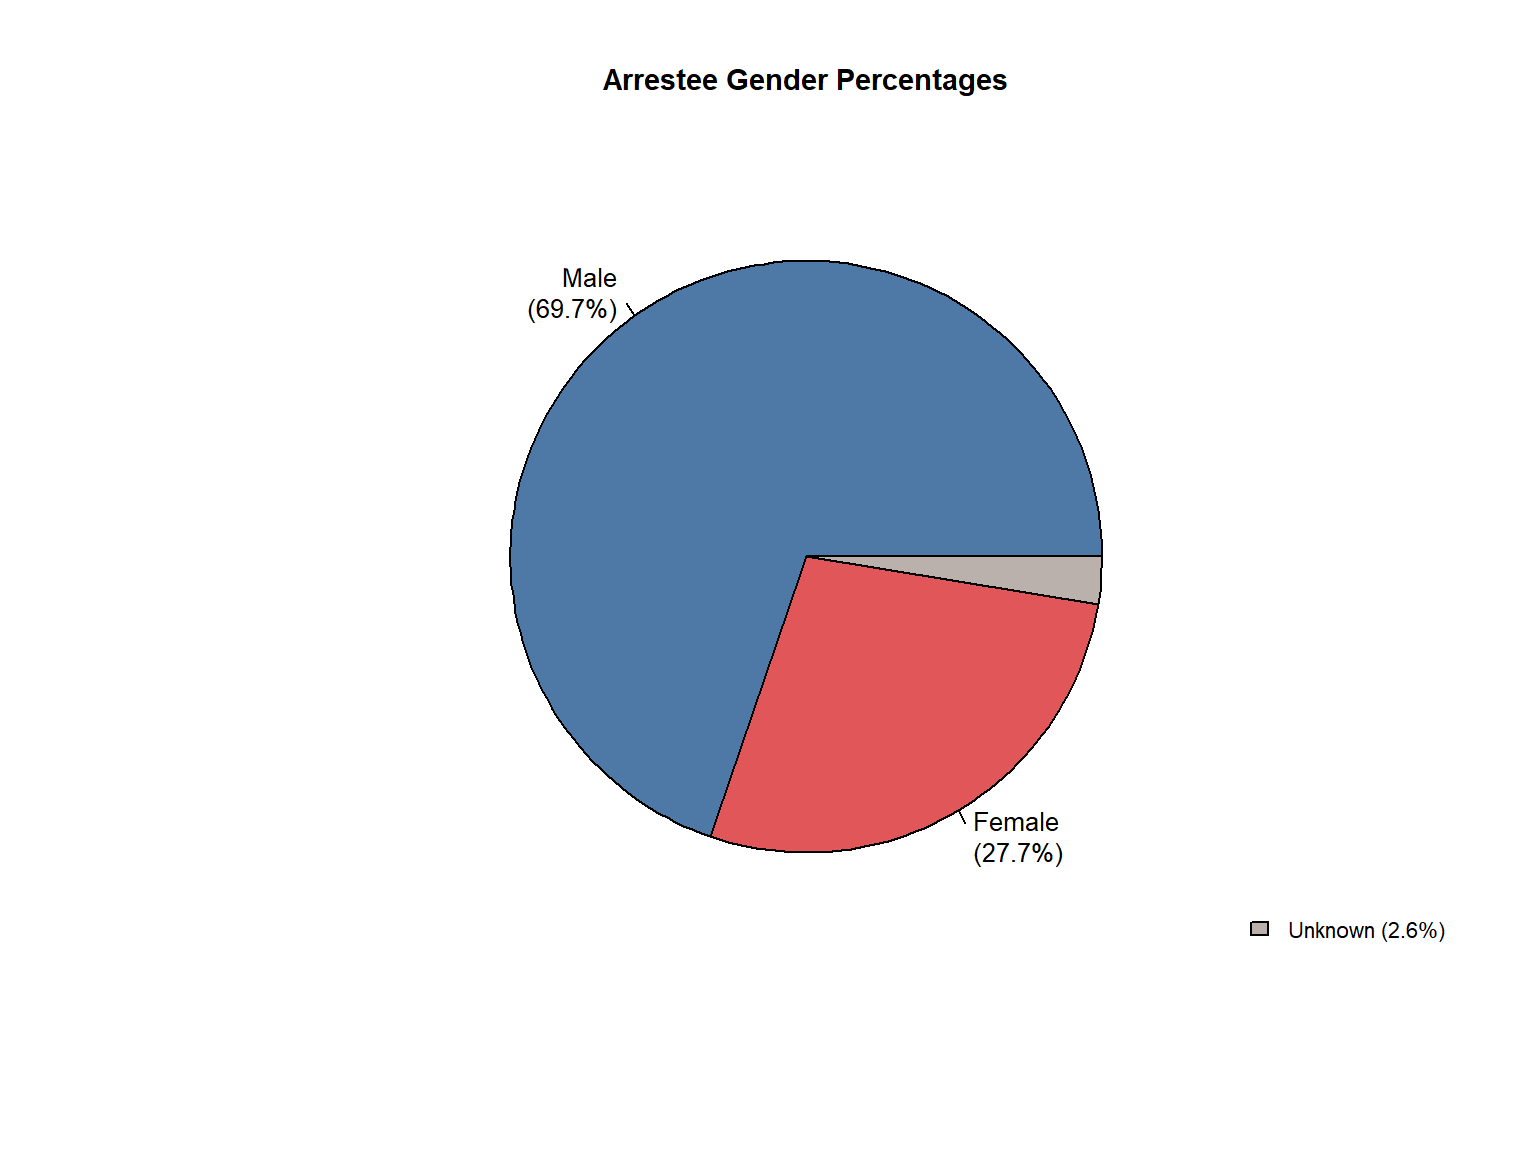 Arrestee Gender Percentages
Male
(69.7%)
Female
(27.7%)
Unknown (2.6%)